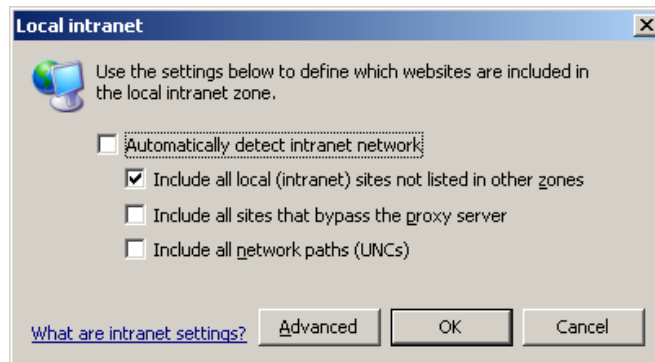 Local intranet
Use the settings below to define which websites are included in
the local intranet zone.
Automatically detect intranet network
Include all local (intranet) sites not listed in other zones
Include all sites that bypass the proxy server
Include all network paths (UNCs)
What are intranet settings?
Advanced
OK
Cancel